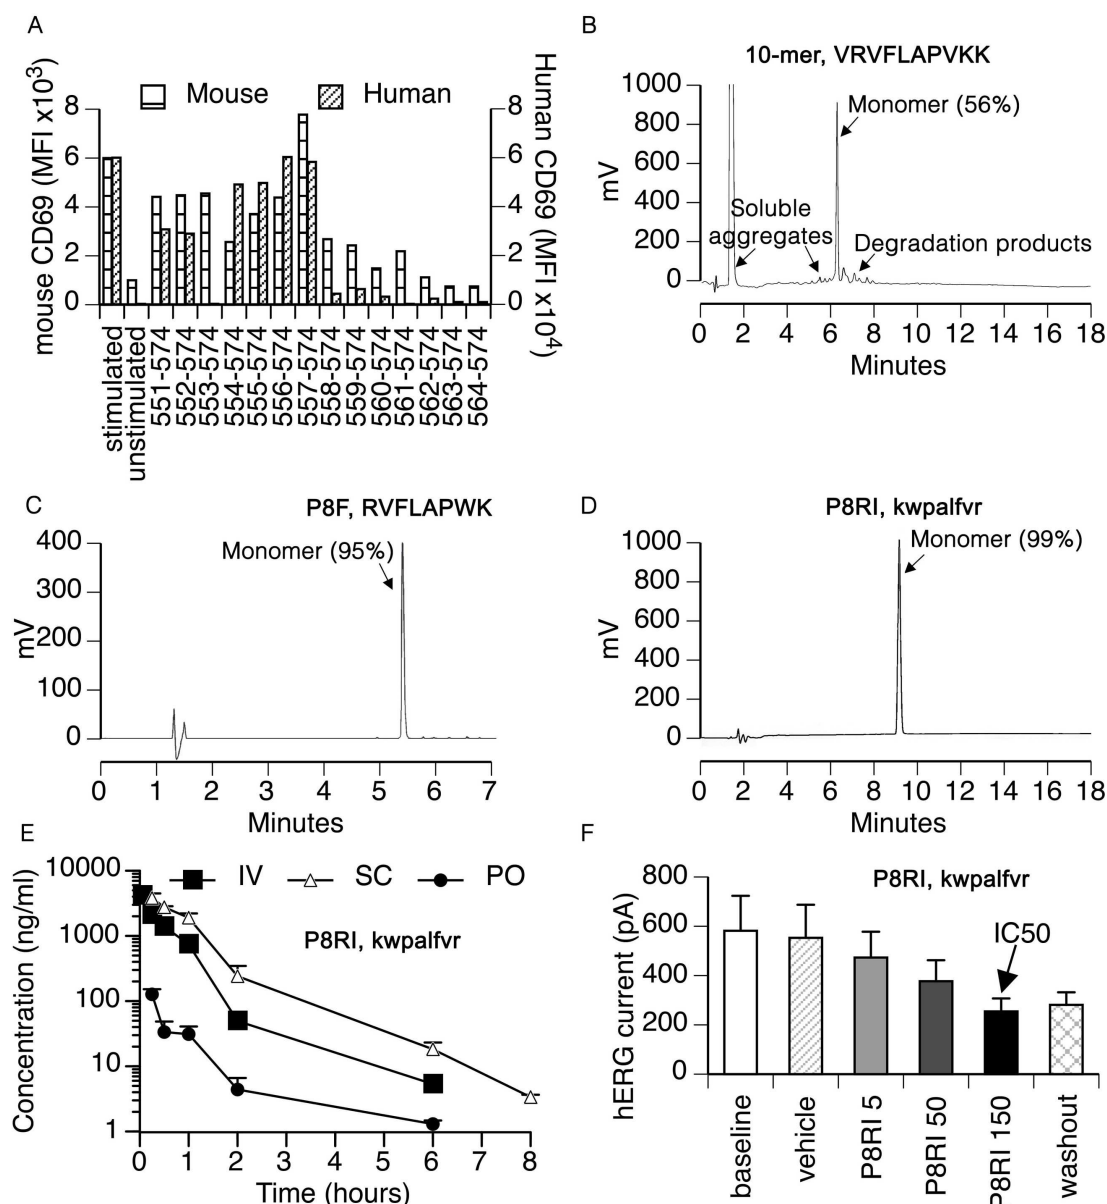 A
mouse CD69 (MFI x10³)
Human CD69 (MFI x10⁴)
Mouse
Human
8
6
4
2
0
8
6
4
2
0
stimulated
unstimulated
551-574
552-574
553-574
554-574
555-574
556-574
557-574
558-574
559-574
560-574
561-574
562-574
563-574
564-574
B
10-mer, VRVFLAPVKK
mV
1000
800
600
400
200
0
Monomer (56%)
Soluble
aggregates
Degradation products
0 2 4 6 8 10 12 14 16 18
Minutes
C
P8F, RVFLAPWK
mV
400
300
200
100
0
Monomer (95%)
0 1 2 3 4 5 6 7
Minutes
D
P8RI, kwpalfvr
mV
1000
800
600
400
200
0
Monomer (99%)
0 2 4 6 8 10 12 14 16 18
Minutes
E
Concentration (ng/ml)
10000
1000
100
10
1
IV
SC
PO
P8RI, kwpalfvr
0 1 2 3 4 5 6 7 8
Time (hours)
F
P8RI, kwpalfvr
hERG current (pA)
800
600
400
200
0
IC50
baseline
vehicle
P8RI 5
P8RI 50
P8RI 150
washout